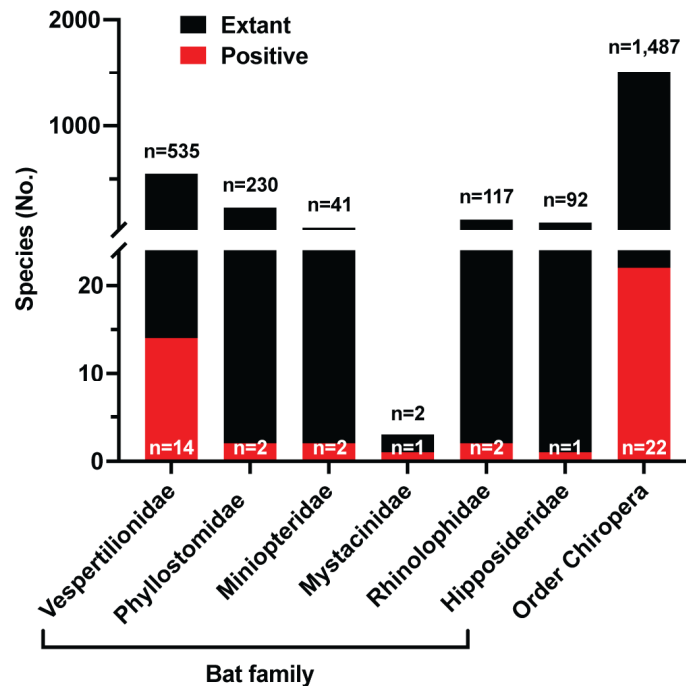 2000
Extant
Positive
n=1,487
1000
n=535
n=230
n=41
n=117
n=92
Species (No.)
20
10
n=2
n=14
n=2
n=2
n=1
n=2
n=1
n=22
0
Vespertilionidae
Phyllostomidae
Miniopteridae
Mystacinidae
Rhinolophidae
Hipposideridae
Order Chiropera
Bat family